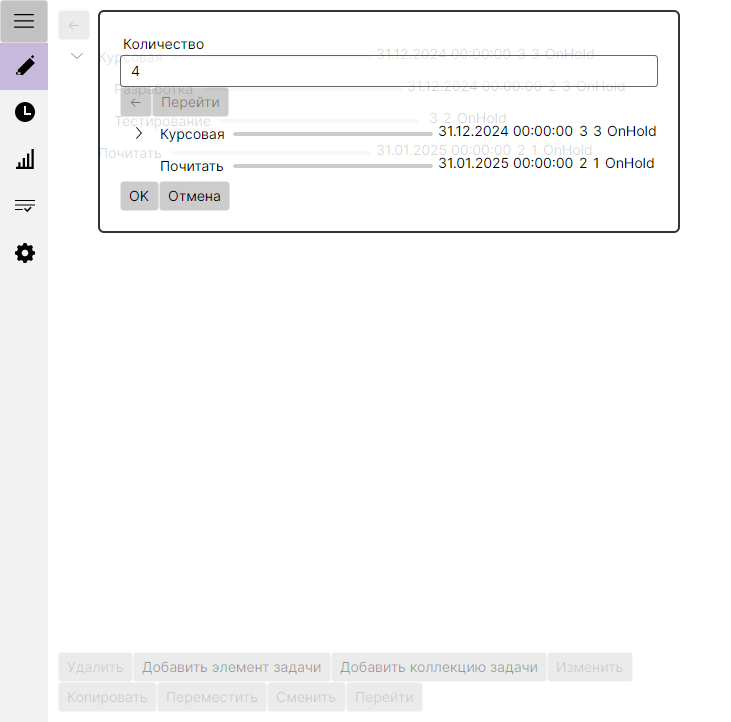 ←
Количество
Курсовая 31.12.2024 00:00:00 3 3 OnHold
4
Разработка 31.12.2024 00:00:00 2 3 OnHold
← Перейти
Тестирование 3 2 OnHold
Курсовая 31.12.2024 00:00:00 3 3 OnHold
Почитать 31.01.2025 00:00:00 2 1 OnHold
Почитать 31.01.2025 00:00:00 2 1 OnHold
OK Отмена
Удалить Добавить элемент задачи Добавить коллекцию задачи Изменить
Копировать Переместить Сменить Перейти